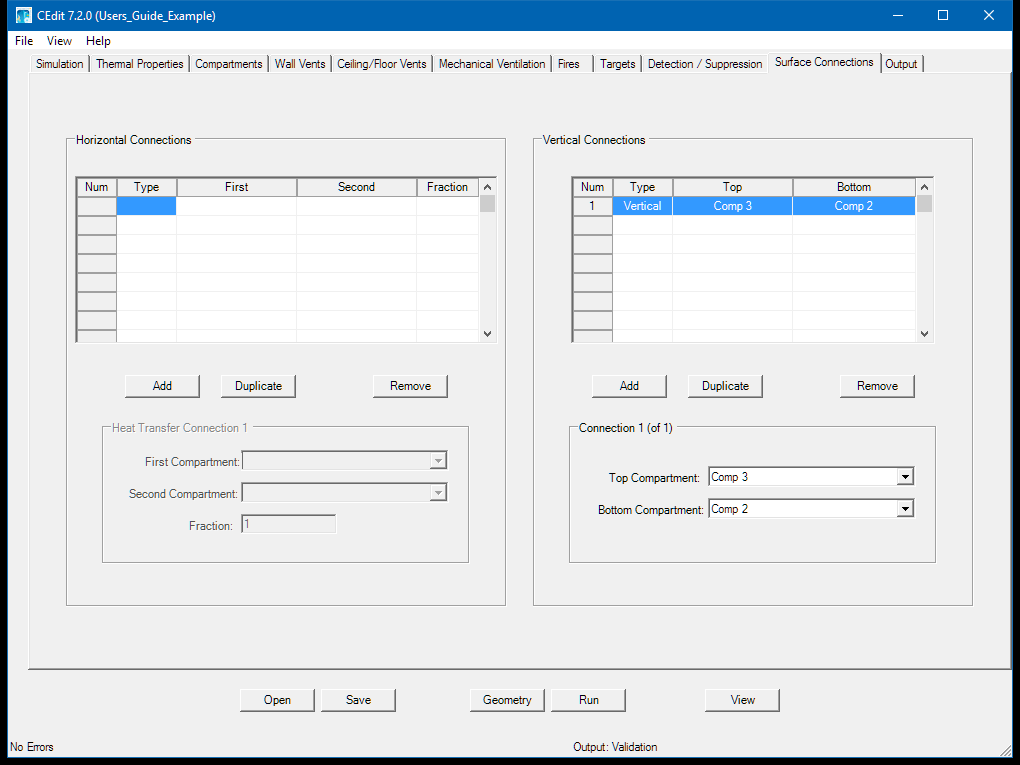 CEdit 7.2.0 (Users_Guide_Example)
File View Help
Simulation Thermal Properties Compartments Wall Vents Ceiling/Floor Vents Mechanical Ventilation Fires Targets Detection / Suppression Surface Connections Output
Horizontal Connections
Num Type First Second Fraction
Add Duplicate Remove
Heat Transfer Connection 1
First Compartment:
Second Compartment:
Fraction: 1
Vertical Connections
Num Type Top Bottom
1 Vertical Comp 3 Comp 2
Add Duplicate Remove
Connection 1 (of 1)
Top Compartment: Comp 3
Bottom Compartment: Comp 2
Open Save Geometry Run View
No Errors Output: Validation